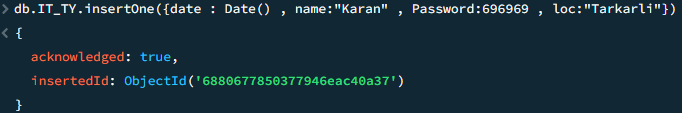 > db.IT_TY.insertOne({date : Date() , name:"Karan" , Password:696969 , loc:"Tarkarli"})
< {
acknowledged: true,
insertedId: ObjectId('6880677850377946eac40a37')
}